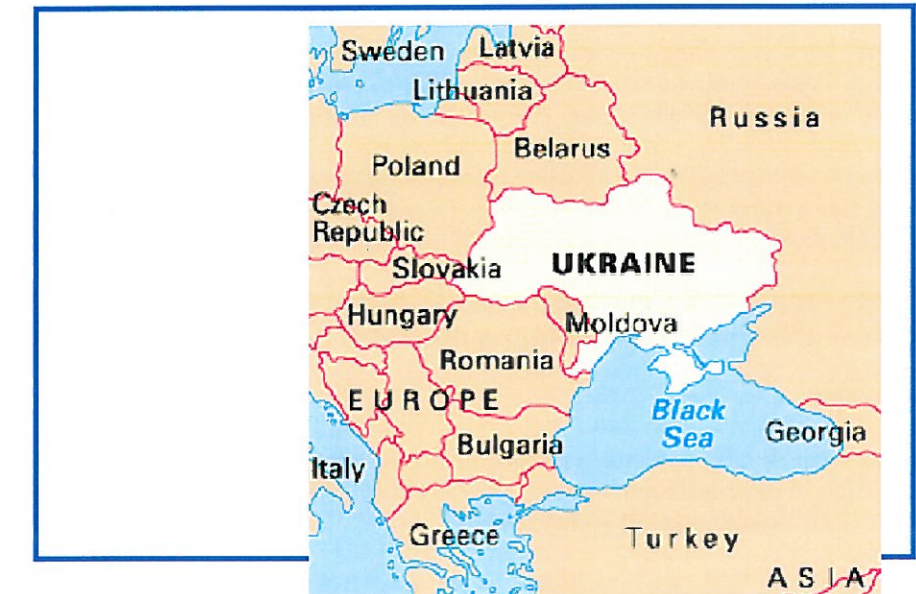 Sweden
Latvia
Lithuania
Russia
Belarus
Poland
Czech
Republic
Slovakia
UKRAINE
Hungary
Moldova
Romania
EUROPE
Black
Sea
Georgia
Bulgaria
Italy
Greece
Turkey
ASIA